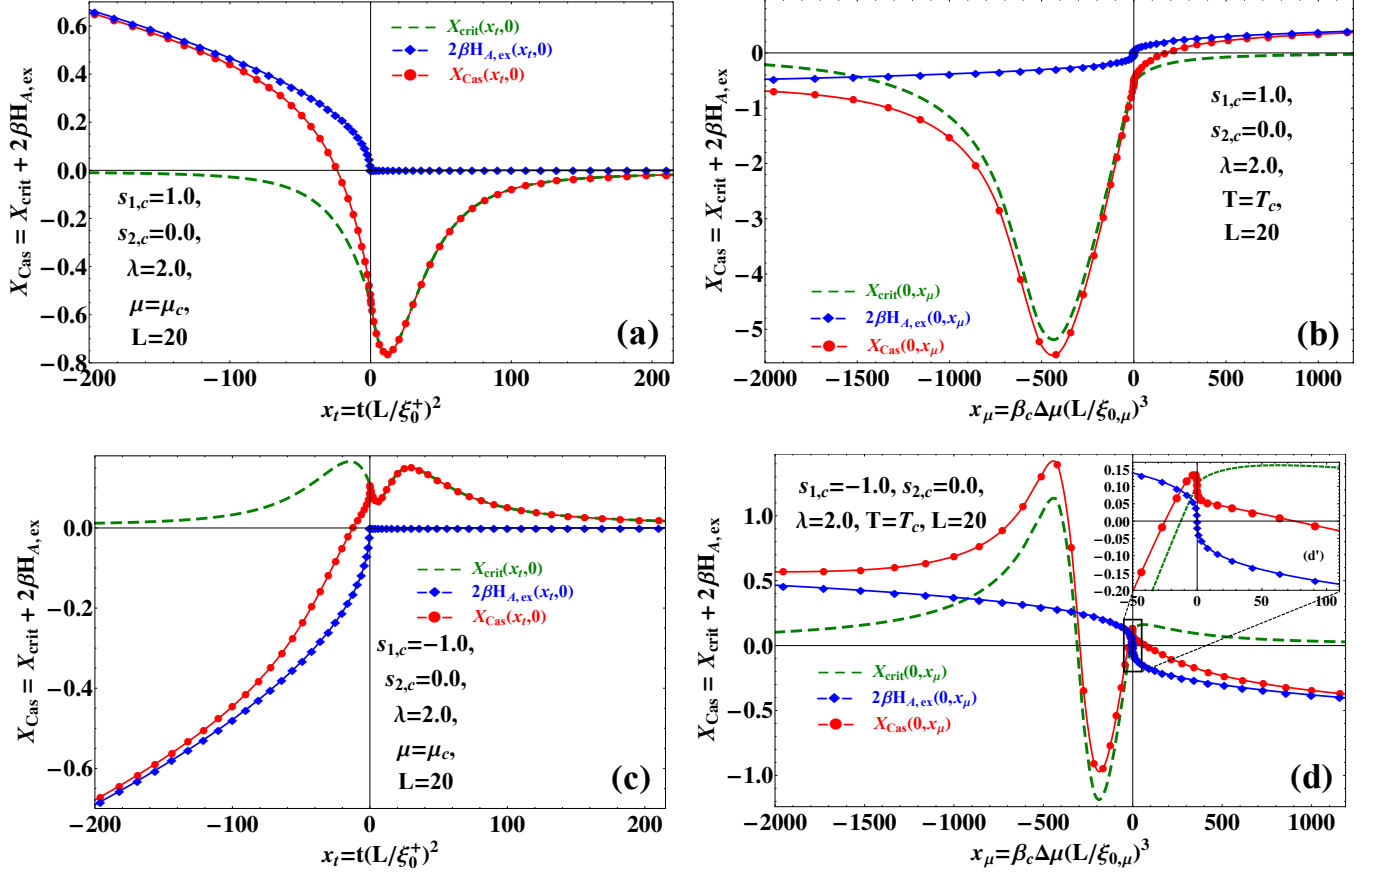 X_Cas = X_crit + 2βH_A,ex
0.6
0.4
0.2
0.0
−0.2
−0.4
−0.6
−0.8
X_crit(x_t,0)
2βH_A,ex(x_t,0)
X_Cas(x_t,0)
s_1,c=1.0,
s_2,c=0.0,
λ=2.0,
μ=μ_c,
L=20
(a)
−200 −100 0 100 200
x_t=t(L/ξ_0^+)^2
X_Cas = X_crit + 2βH_A,ex
0
−1
−2
−3
−4
−5
s_1,c=1.0,
s_2,c=0.0,
λ=2.0,
T=T_c,
L=20
X_crit(0,x_μ)
2βH_A,ex(0,x_μ)
X_Cas(0,x_μ)
(b)
−2000 −1500 −1000 −500 0 500 1000
x_μ=β_cΔμ(L/ξ_0,μ)^3
X_Cas = X_crit + 2βH_A,ex
0.0
−0.2
−0.4
−0.6
X_crit(x_t,0)
2βH_A,ex(x_t,0)
X_Cas(x_t,0)
s_1,c=−1.0,
s_2,c=0.0,
λ=2.0,
μ=μ_c,
L=20
(c)
−200 −100 0 100 200
x_t=t(L/ξ_0^+)^2
X_Cas = X_crit + 2βH_A,ex
1.0
0.5
0.0
−0.5
−1.0
s_1,c=−1.0, s_2,c=0.0,
λ=2.0, T=T_c, L=20
0.15
0.10
0.05
0.00
−0.05
−0.10
−0.15
−0.20
(d')
−50 0 50 100
X_crit(0,x_μ)
2βH_A,ex(0,x_μ)
X_Cas(0,x_μ)
(d)
−2000 −1500 −1000 −500 0 500 1000
x_μ=β_cΔμ(L/ξ_0,μ)^3